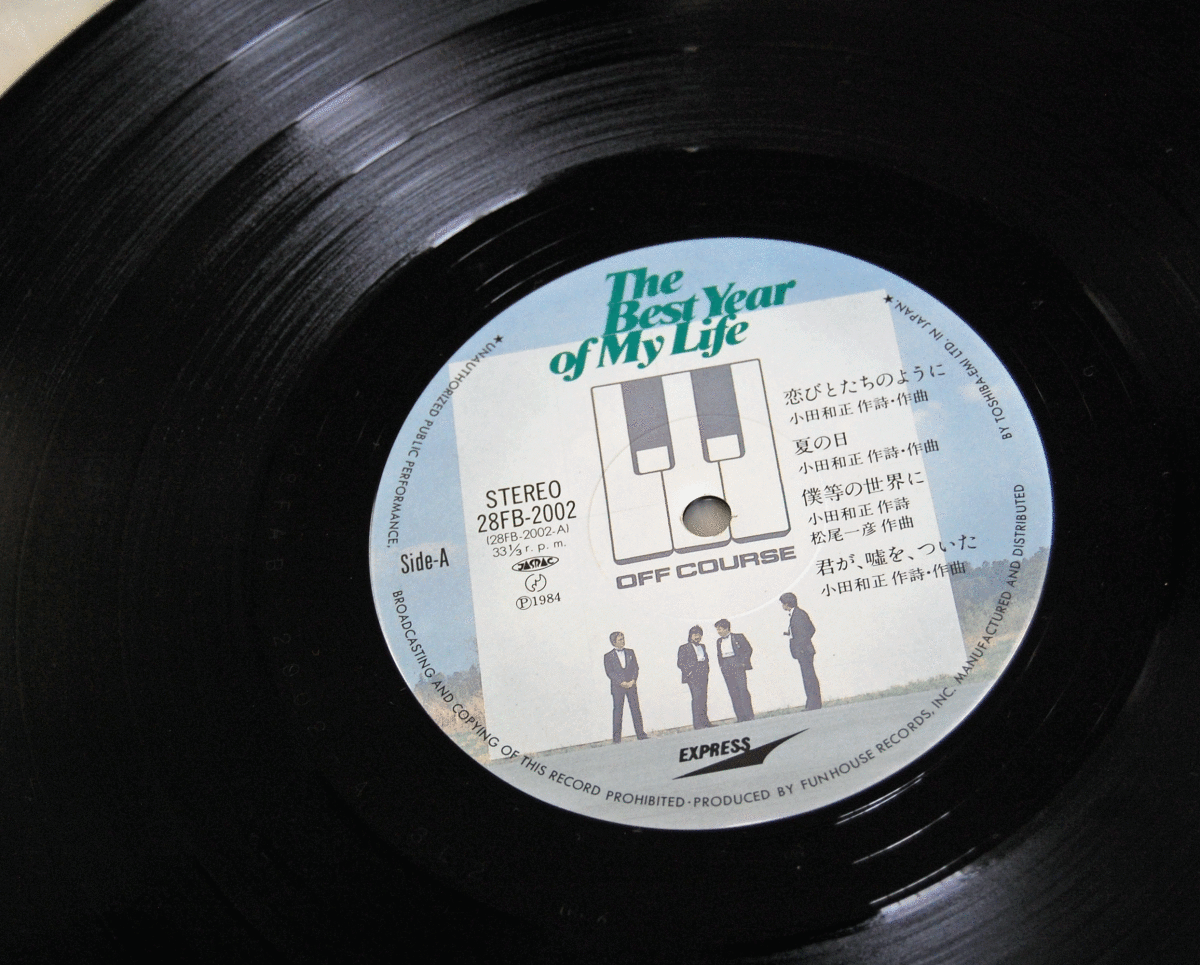 The
Best Year
of My Life
STEREO
28FB-2002
(28FB-2002-A)
33⅓ r. p. m.
JASRAC
Ⓟ1984
Side-A
OFF COURSE
恋びとたちのように
小田和正 作詩・作曲
夏の日
小田和正 作詩・作曲
僕等の世界に
小田和正 作詩
松尾一彦 作曲
君が、嘘を、ついた
小田和正 作詩・作曲
EXPRESS
★UNAUTHORIZED PUBLIC PERFORMANCE, BROADCASTING AND COPYING OF THIS RECORD PROHIBITED・PRODUCED BY FUNHOUSE RECORDS, INC. MANUFACTURED AND DISTRIBUTED BY TOSHIBA-EMI LTD. IN JAPAN.★